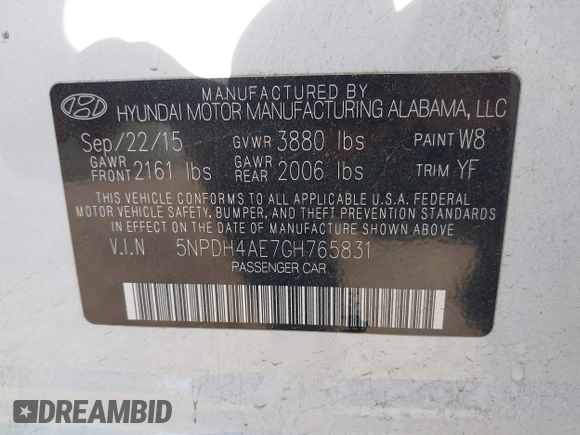 MANUFACTURED BY
HYUNDAI MOTOR MANUFACTURING ALABAMA, LLC
Sep/22/15 GVWR 3880 lbs PAINT W8
GAWR FRONT 2161 lbs GAWR REAR 2006 lbs TRIM YF
THIS VEHICLE CONFORMS TO ALL APPLICABLE U.S.A. FEDERAL
MOTOR VEHICLE SAFETY, BUMPER, AND THEFT PREVENTION STANDARDS
IN EFFECT ON THE DATE OF MANUFACTURE SHOWN ABOVE
V.I.N 5NPDH4AE7GH765831
PASSENGER CAR
DREAMBID